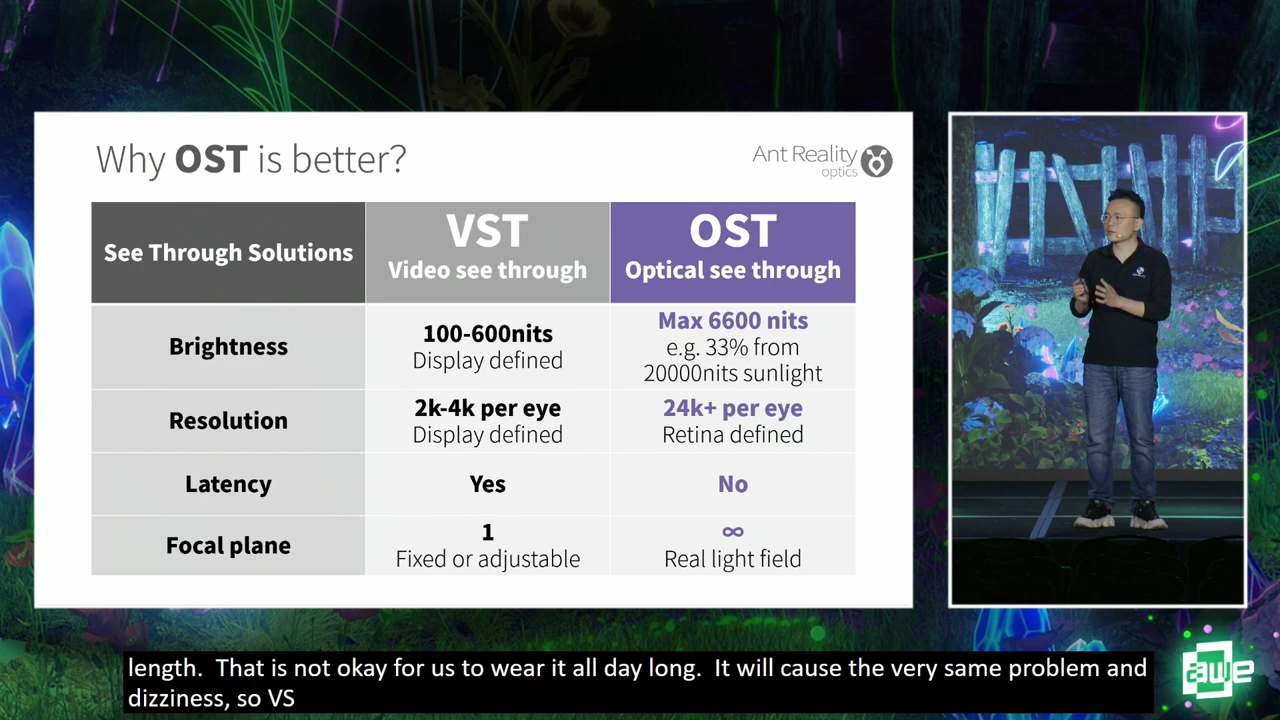 Why OST is better?
Ant Reality
optics
See Through Solutions
VST
Video see through
OST
Optical see through
Brightness
100-600nits
Display defined
Max 6600 nits
e.g. 33% from
20000nits sunlight
Resolution
2k-4k per eye
Display defined
24k+ per eye
Retina defined
Latency
Yes
No
Focal plane
1
Fixed or adjustable
∞
Real light field
length.  That is not okay for us to wear it all day long.  It will cause the very same problem and
dizziness, so VS
awe